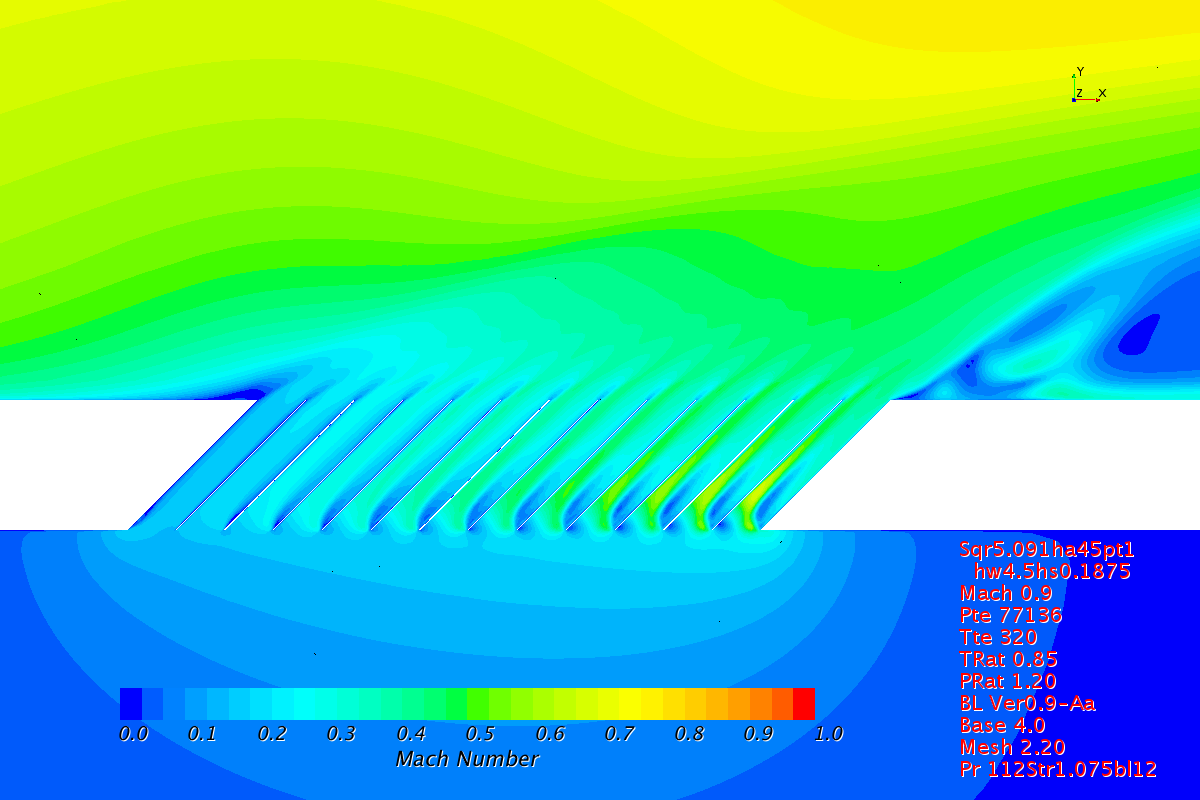 Y
Z X
Sqr5.091ha45pt1
hw4.5hs0.1875
Mach 0.9
Pte 77136
Tte 320
TRat 0.85
PRat 1.20
BL Ver0.9-Aa
Base 4.0
Mesh 2.20
Pr 112Str1.075bl12
0.0 0.1 0.2 0.3 0.4 0.5 0.6 0.7 0.8 0.9 1.0
Mach Number